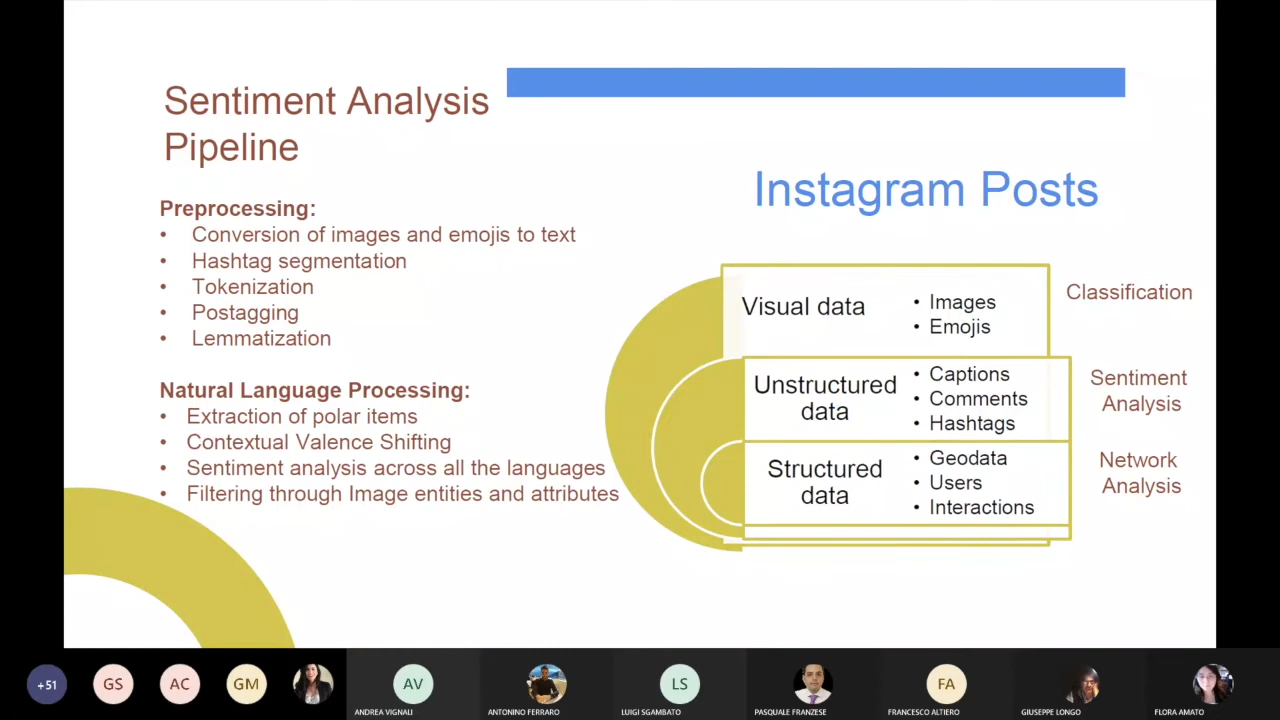 Sentiment Analysis
Pipeline
Preprocessing:
• Conversion of images and emojis to text
• Hashtag segmentation
• Tokenization
• Postagging
• Lemmatization
Natural Language Processing:
• Extraction of polar items
• Contextual Valence Shifting
• Sentiment analysis across all the languages
• Filtering through Image entities and attributes
Instagram Posts
Visual data
• Images
• Emojis
Classification
Unstructured
data
• Captions
• Comments
• Hashtags
Sentiment
Analysis
Structured
data
• Geodata
• Users
• Interactions
Network
Analysis
+51
GS
AC
GM
AV
ANDREA VIGNALI
ANTONINO FERRARO
LS
LUIGI SGAMBATO
PASQUALE FRANZESE
FA
FRANCESCO ALTIERO
GIUSEPPE LONGO
FLORA AMATO